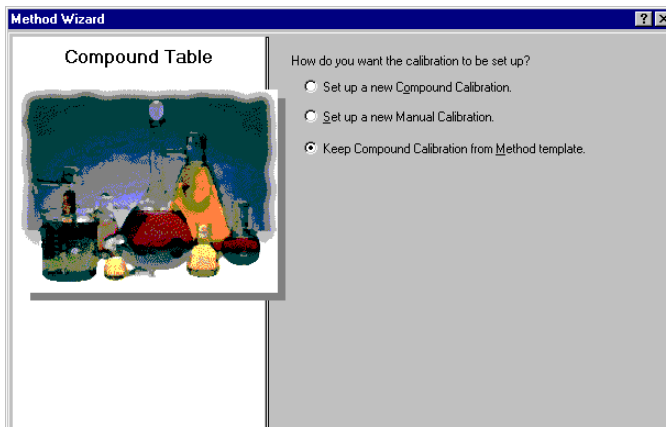 Method Wizard
Compound Table
How do you want the calibration to be set up?
Set up a new Compound Calibration.
Set up a new Manual Calibration.
Keep Compound Calibration from Method template.